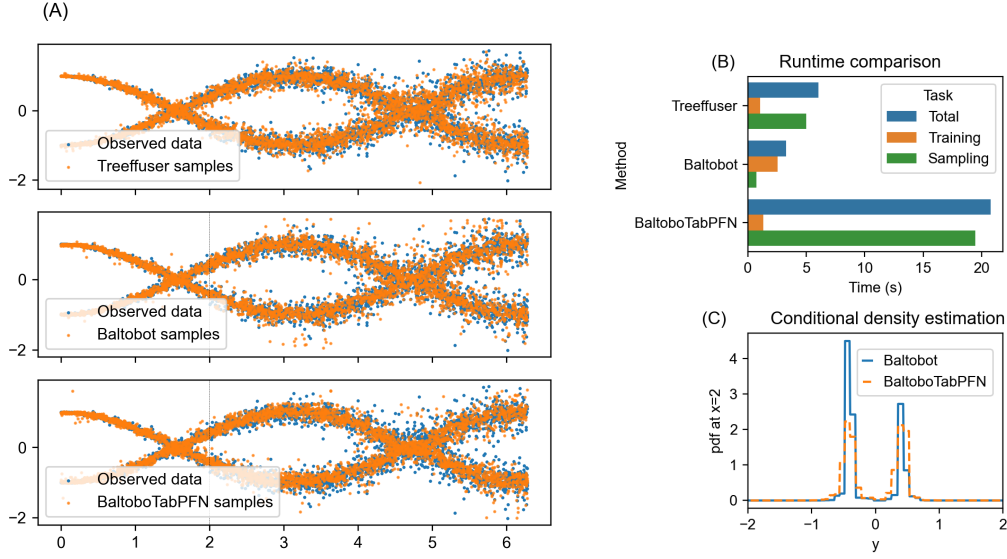 (A)
0
−2
Observed data
Treeffuser samples
0
−2
Observed data
Baltobot samples
0
−2
Observed data
BaltoboTabPFN samples
0 1 2 3 4 5 6
(B) Runtime comparison
Method
Treeffuser
Baltobot
BaltoboTabPFN
Task
Total
Training
Sampling
0 5 10 15 20
Time (s)
(C) Conditional density estimation
pdf at x=2
4
3
2
1
0
Baltobot
BaltoboTabPFN
−2 −1 0 1 2
y